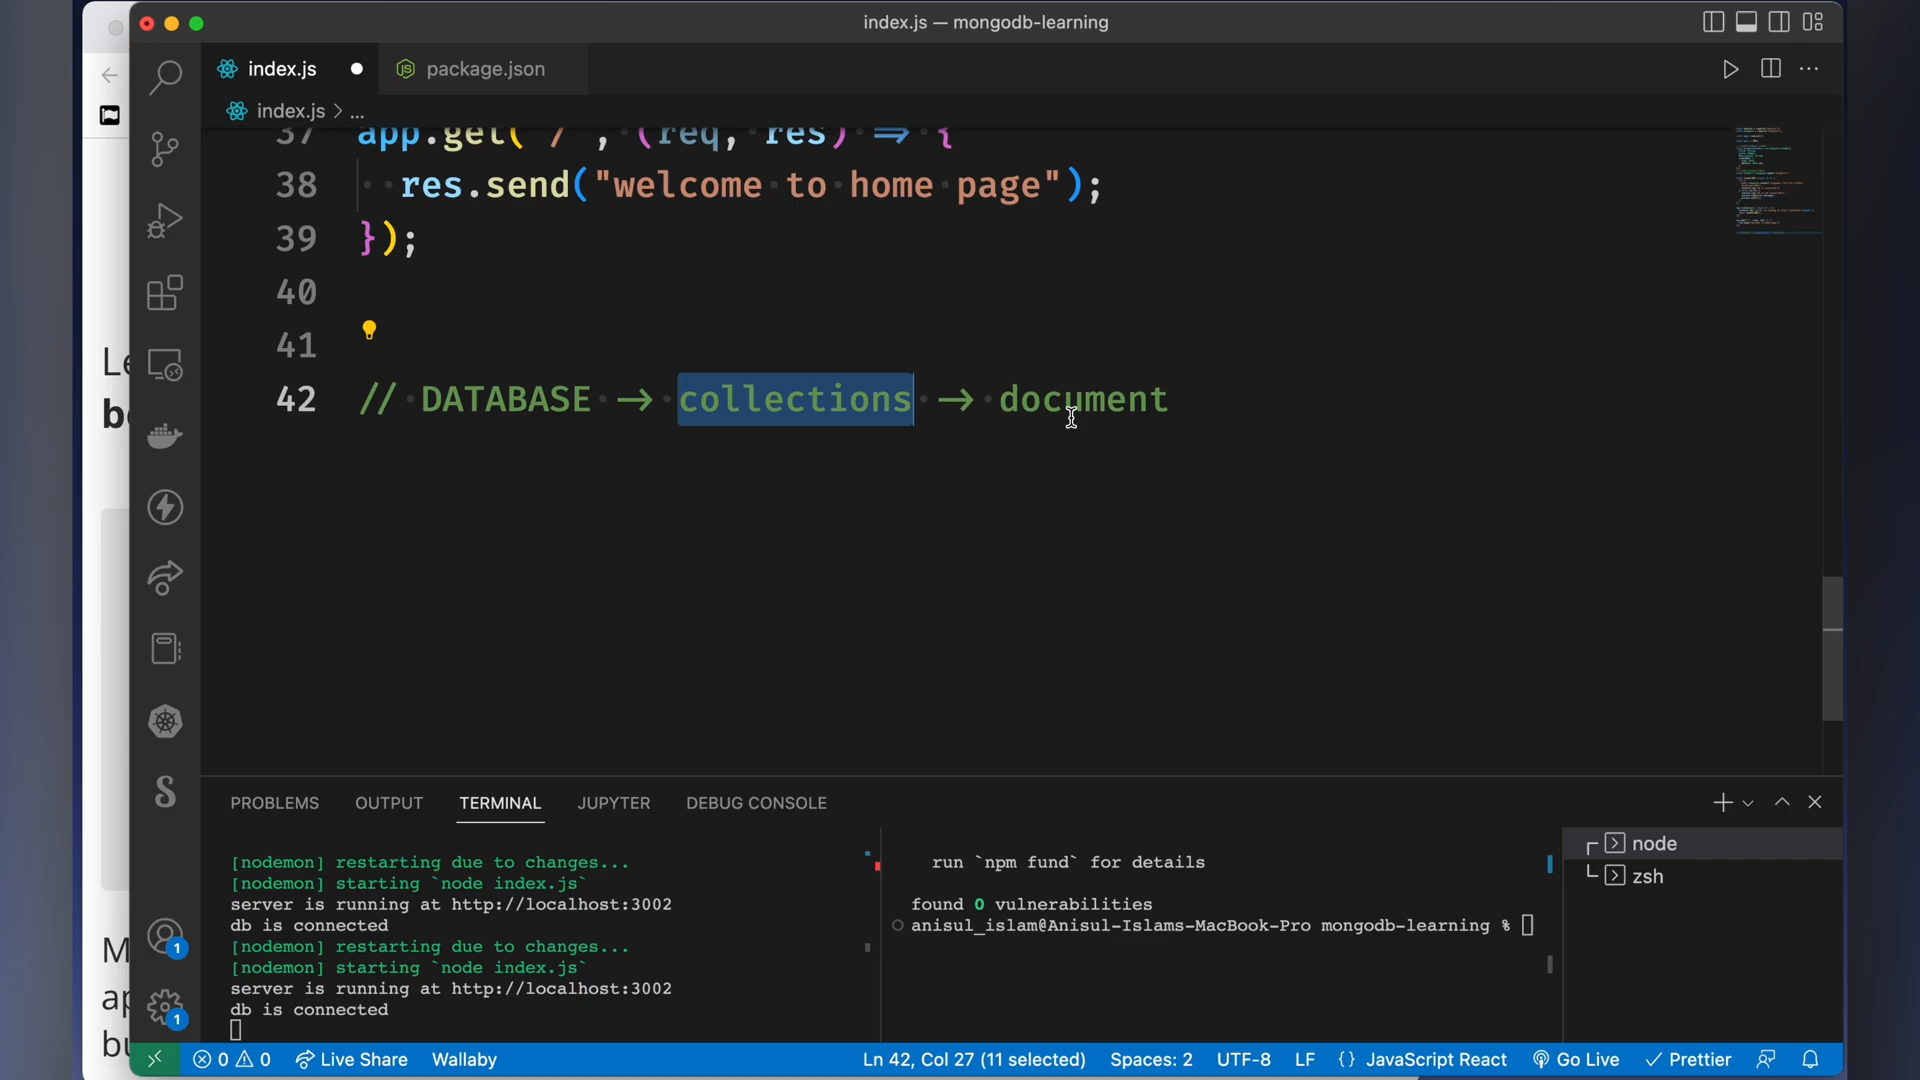 index.js — mongodb-learning
index.js
package.json
index.js > ...
37 app.get("/", (req, res) => {
38 res.send("welcome to home page");
39 });
40
41
42 // DATABASE -> collections -> document
PROBLEMS OUTPUT TERMINAL JUPYTER DEBUG CONSOLE
[nodemon] restarting due to changes...
[nodemon] starting `node index.js`
server is running at http://localhost:3002
db is connected
[nodemon] restarting due to changes...
[nodemon] starting `node index.js`
server is running at http://localhost:3002
db is connected
run `npm fund` for details
found 0 vulnerabilities
anisul_islam@Anisul-Islams-MacBook-Pro mongodb-learning %
node
zsh
1
1
0 0 Live Share Wallaby Ln 42, Col 27 (11 selected) Spaces: 2 UTF-8 LF {} JavaScript React Go Live Prettier